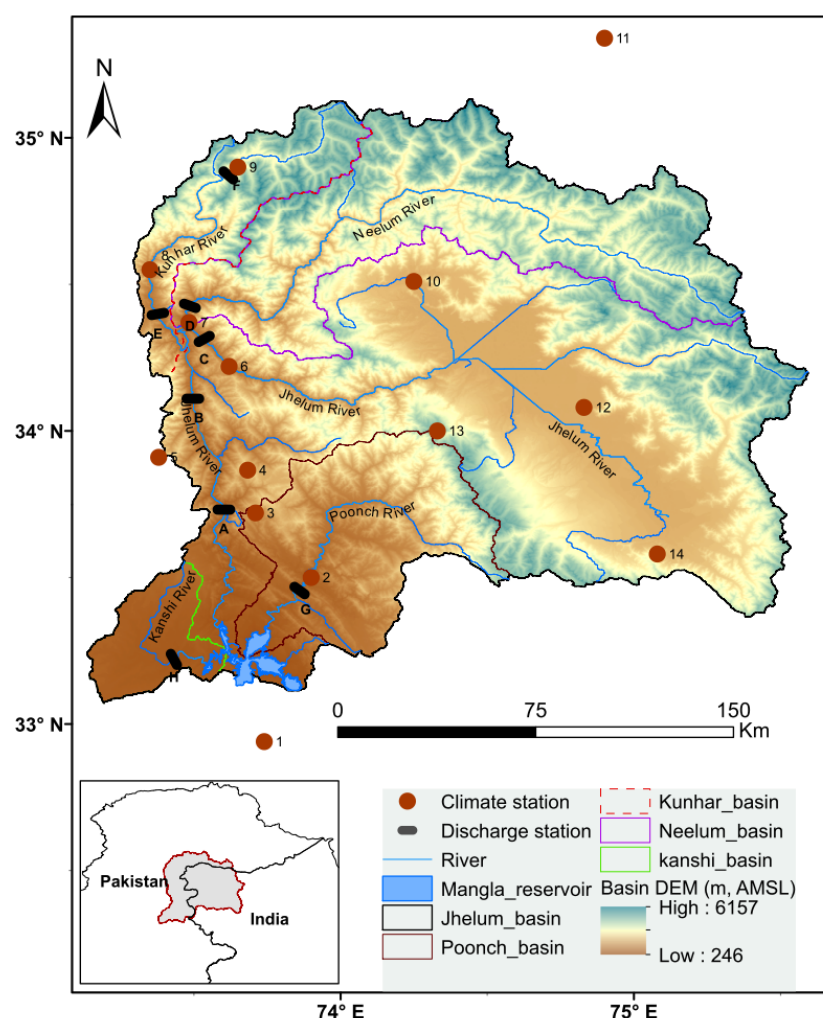 11
N
35° N
9
F
Neelum River
8
Kunhar River
10
E
D
7
C
6
Jhelum River
B
12
34° N
13
Jhelum River
Jhelum River
5
4
3
A
Poonch River
14
2
G
Kanshi River
H
33° N
0
75
150
Km
1
Climate station
Discharge station
River
Mangla_reservoir
Jhelum_basin
Poonch_basin
Kunhar_basin
Neelum_basin
kanshi_basin
Basin DEM (m, AMSL)
High : 6157
Low : 246
Pakistan
India
74° E
75° E